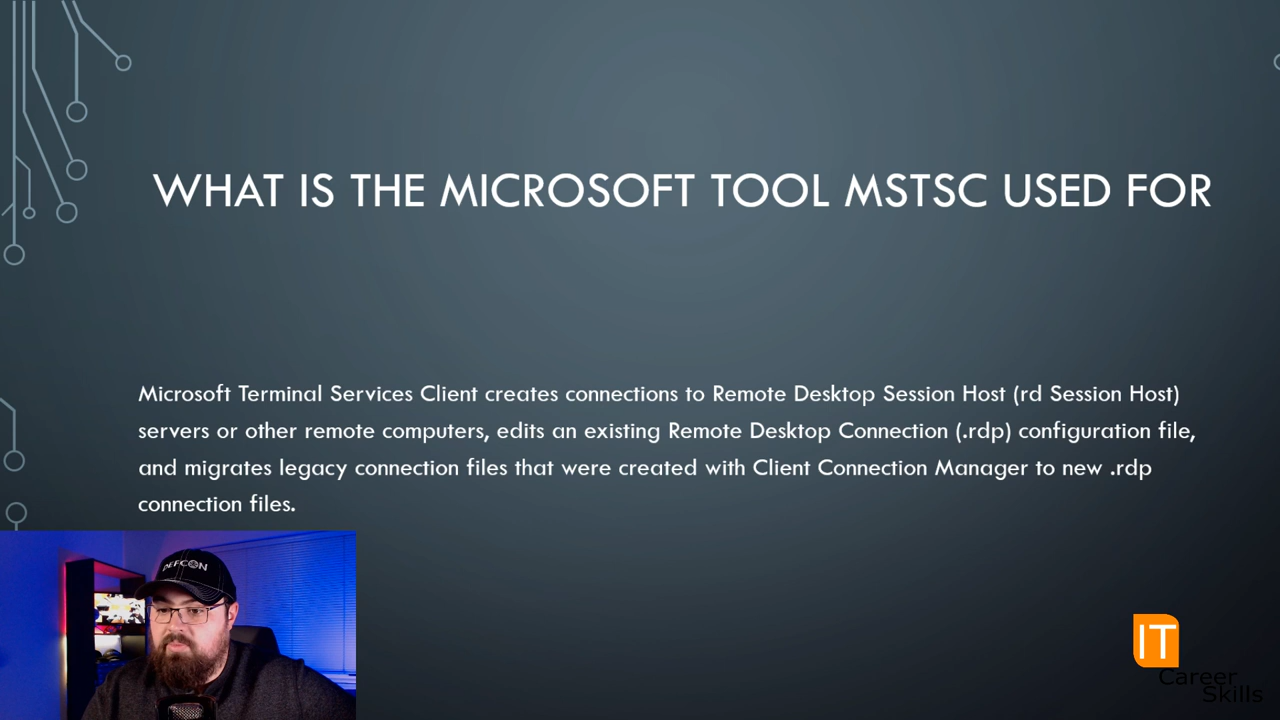 WHAT IS THE MICROSOFT TOOL MSTSC USED FOR
Microsoft Terminal Services Client creates connections to Remote Desktop Session Host (rd Session Host)
servers or other remote computers, edits an existing Remote Desktop Connection (.rdp) configuration file,
and migrates legacy connection files that were created with Client Connection Manager to new .rdp
connection files.
DEFCON
IT
Career
Skills